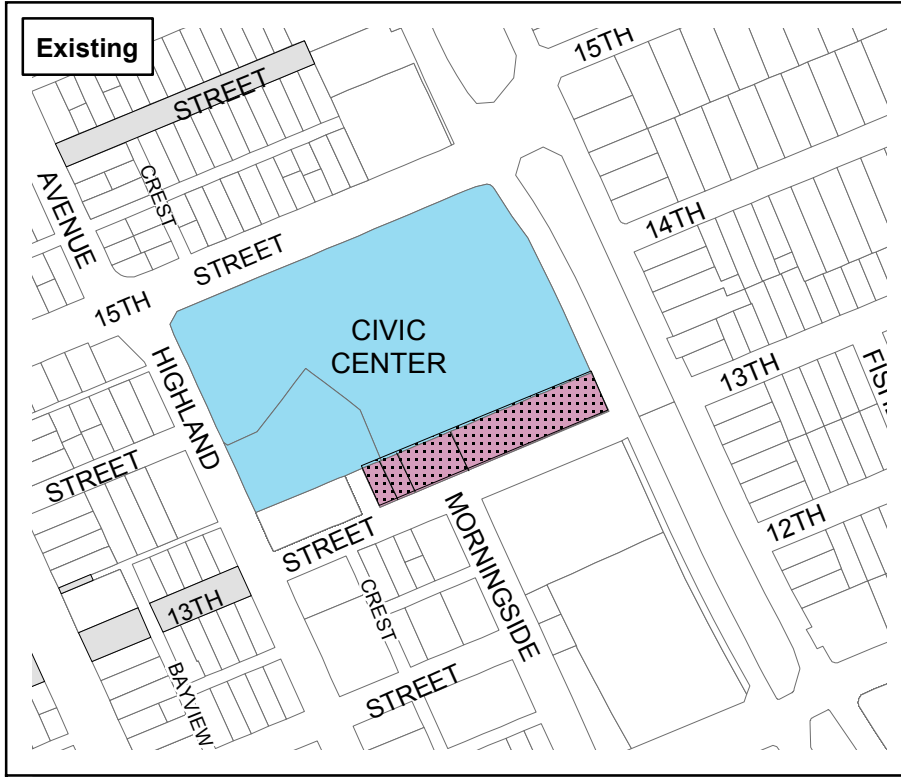 Existing
15TH
STREET
AVENUE
CREST
14TH
STREET
15TH
CIVIC
CENTER
HIGHLAND
13TH
STREET
12TH
MORNINGSIDE
STREET
13TH
CREST
BAYVIEW
STREET